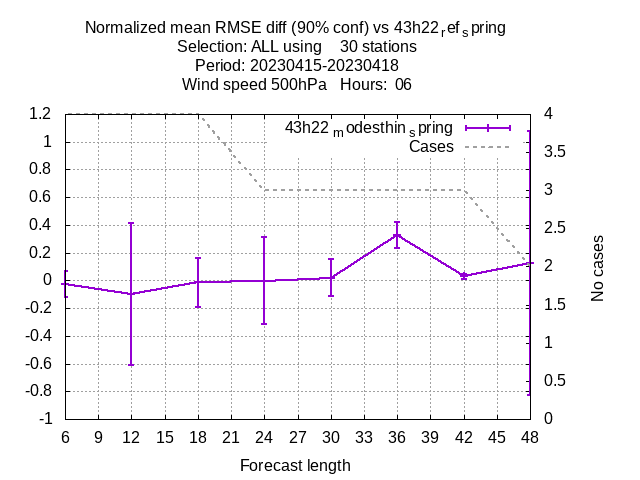 Normalized mean RMSE diff (90% conf) vs 43h22refspring
Selection: ALL using 30 stations
Period: 20230415-20230418
Wind speed 500hPa Hours: 06
43h22modesthinspring
Cases
1.2
1
0.8
0.6
0.4
0.2
0
-0.2
-0.4
-0.6
-0.8
-1
4
3.5
3
2.5
2
1.5
1
0.5
0
No cases
6 9 12 15 18 21 24 27 30 33 36 39 42 45 48
Forecast length